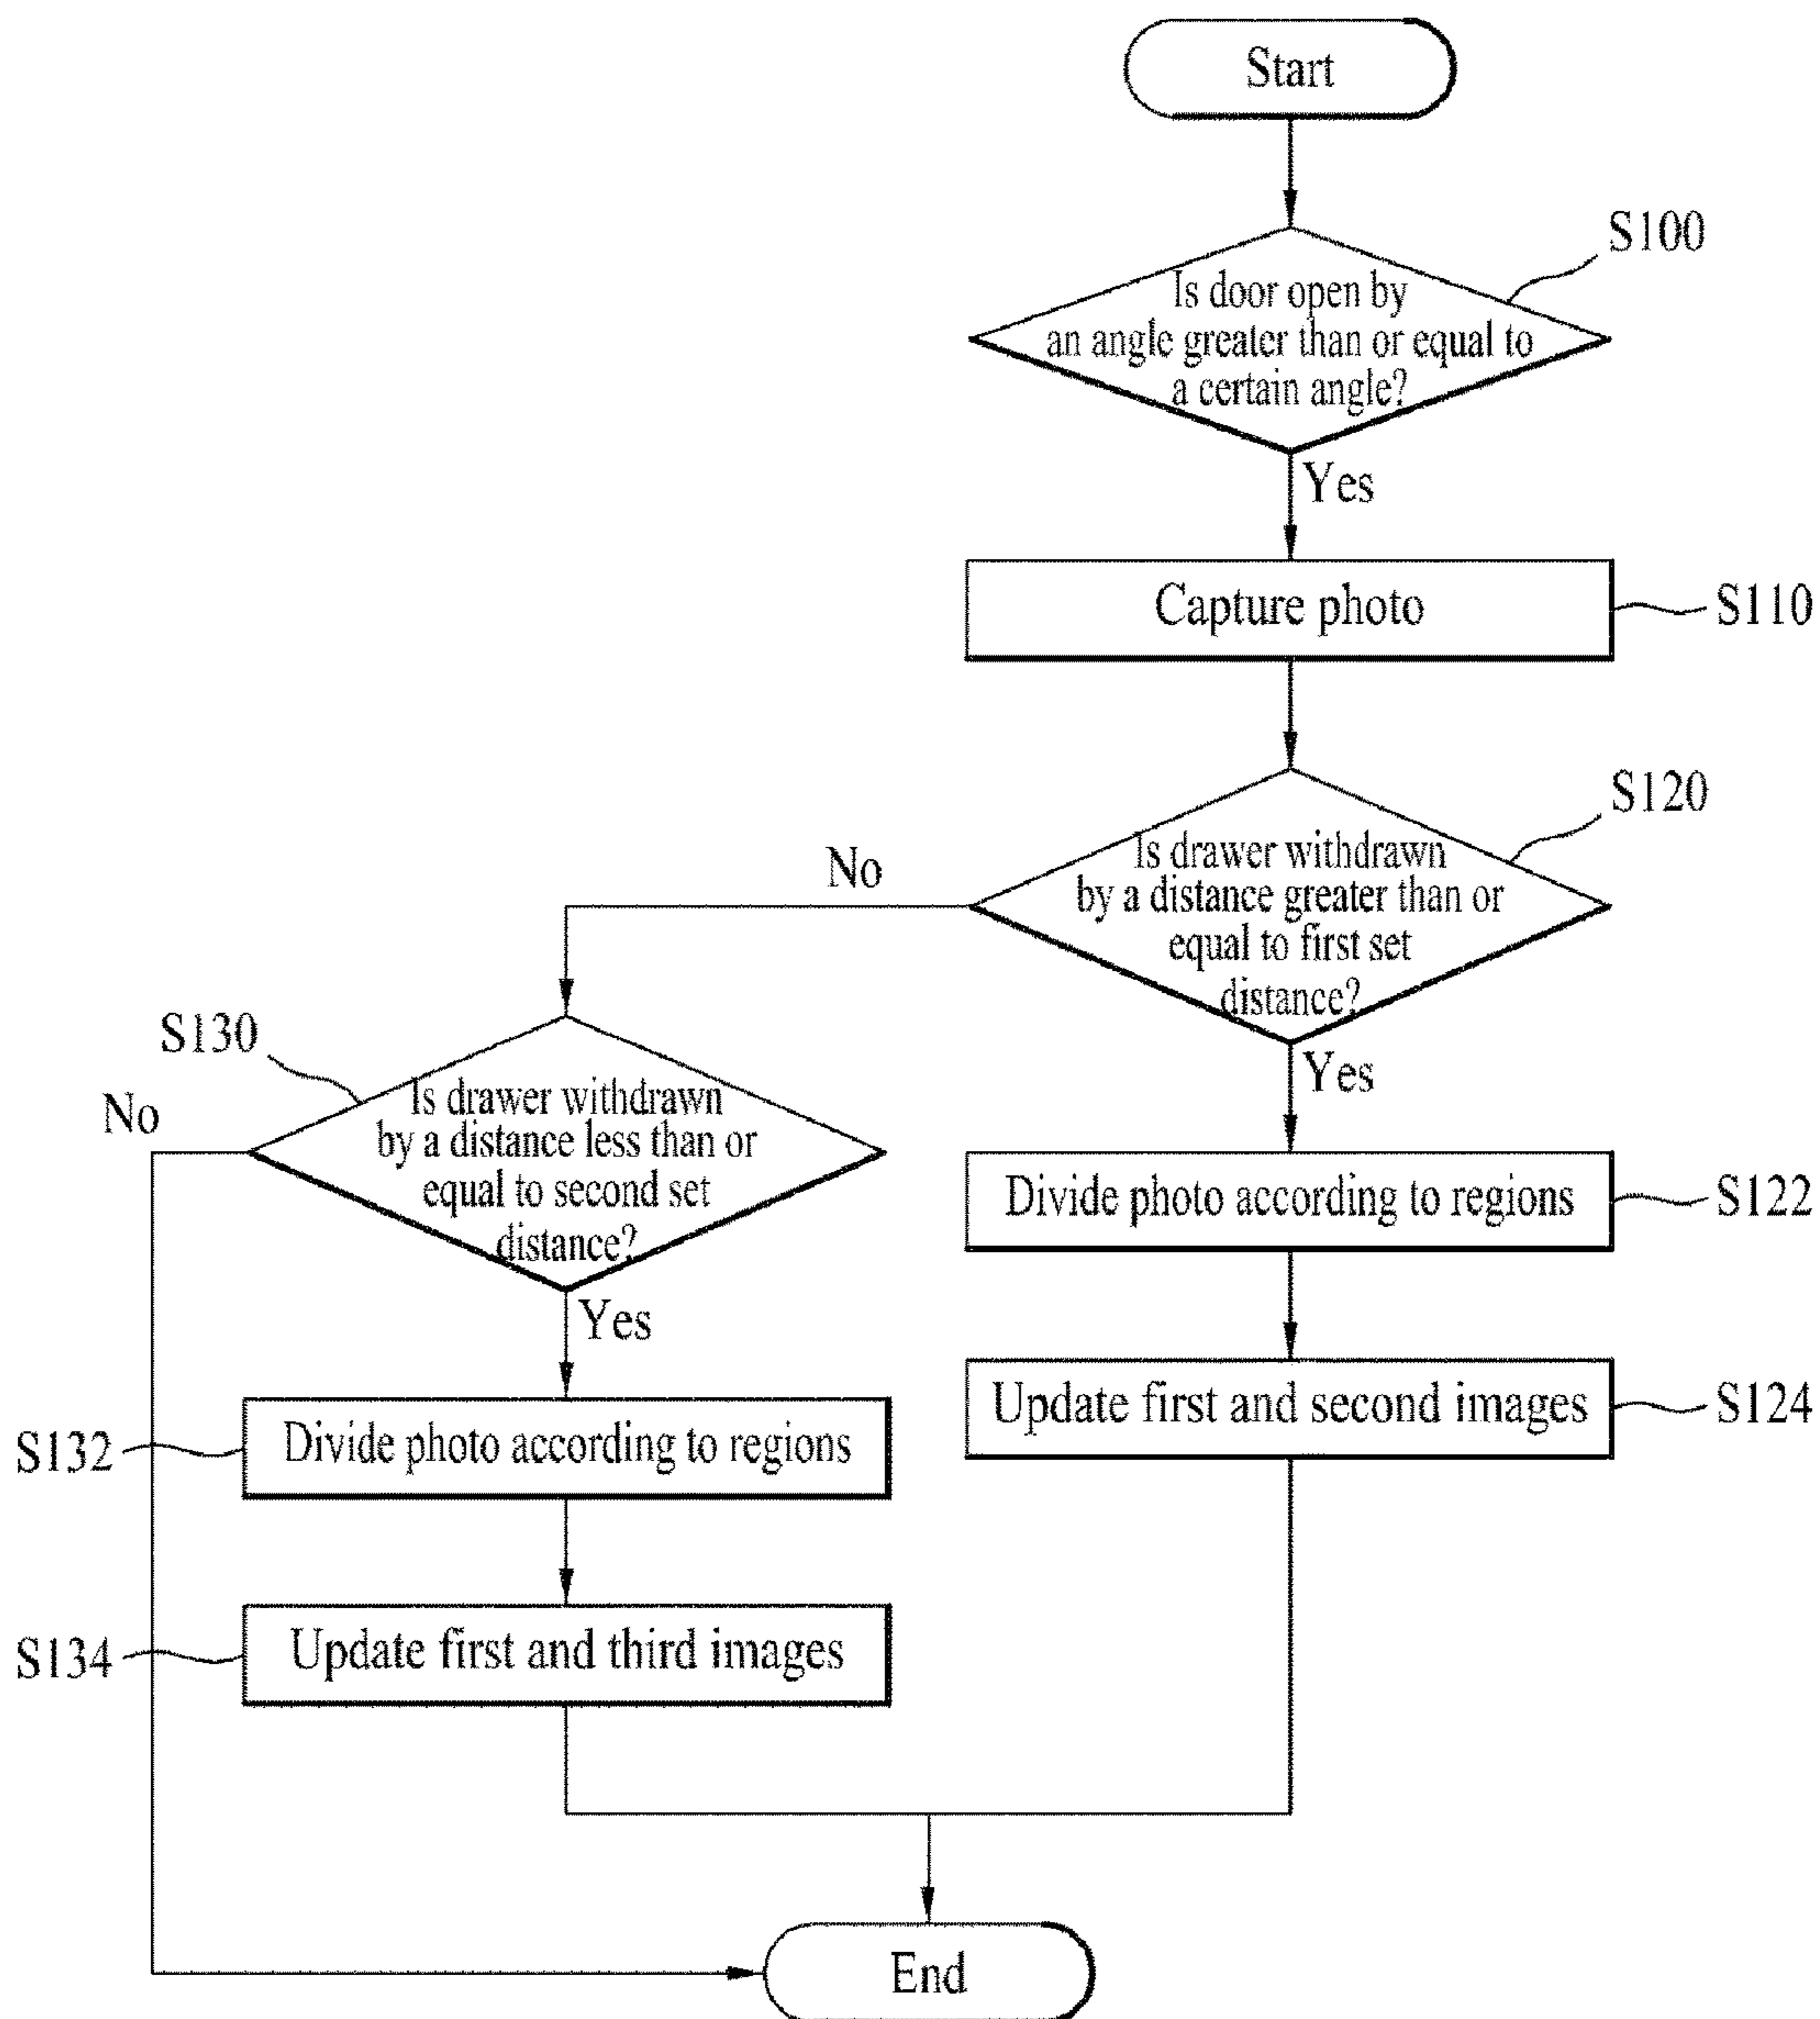 Start
S100
Is door open by
an angle greater than or equal to
a certain angle?
Yes
Capture photo
S110
S120
Is drawer withdrawn
by a distance greater than or
equal to first set
distance?
No
Yes
S130
Is drawer withdrawn
by a distance less than or
equal to second set
distance?
No
Yes
Divide photo according to regions
S122
Update first and second images
S124
S132
Divide photo according to regions
S134
Update first and third images
End